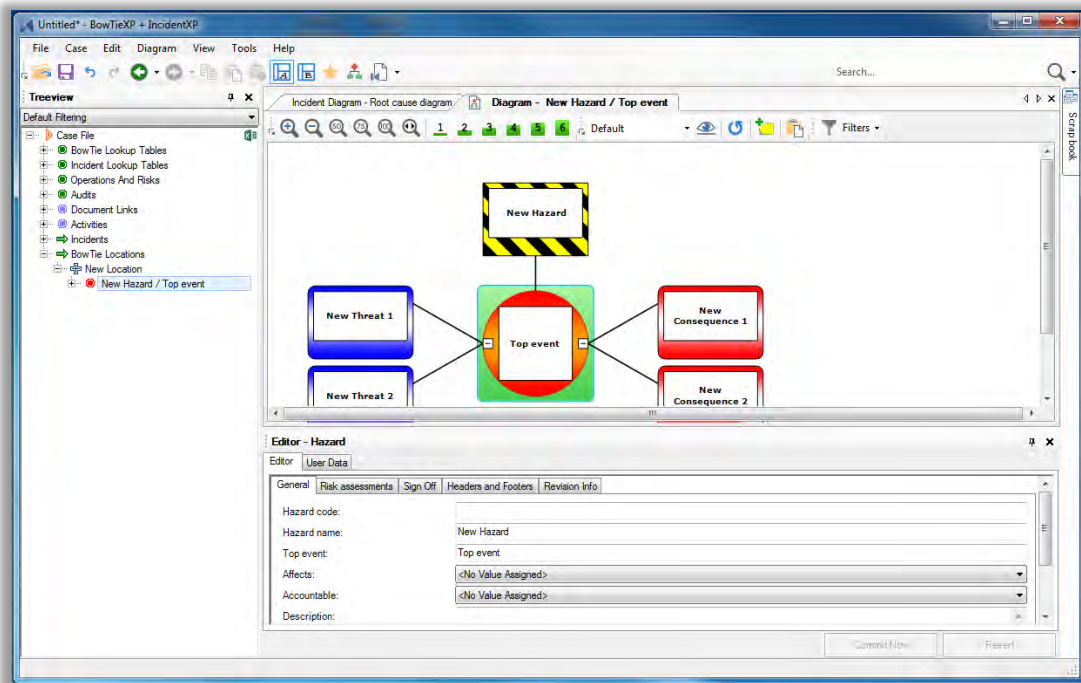 Untitled* - BowTieXP + IncidentXP
File Case Edit Diagram View Tools Help
Search...
Treeview
Incident Diagram - Root cause diagram
Diagram - New Hazard / Top event
Default Filtering
50 75 100
1 2 3 4 5 6
Default
Filters
Scrapbook
Case File
BowTie Lookup Tables
Incident Lookup Tables
Operations And Risks
Audits
Document Links
Activities
Incidents
BowTie Locations
New Location
New Hazard / Top event
New Hazard
New Threat 1
Top event
New
Consequence 1
New Threat 2
New
Consequence 2
Editor - Hazard
Editor User Data
General Risk assessments Sign Off Headers and Footers Revision Info
Hazard code:
Hazard name: New Hazard
Top event: Top event
Affects: <No Value Assigned>
Accountable: <No Value Assigned>
Description:
Commit Now Revert